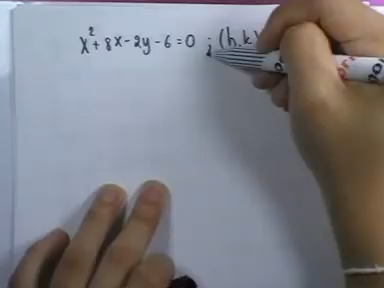 x² + 8x - 2y - 6 = 0 ; (h.k)